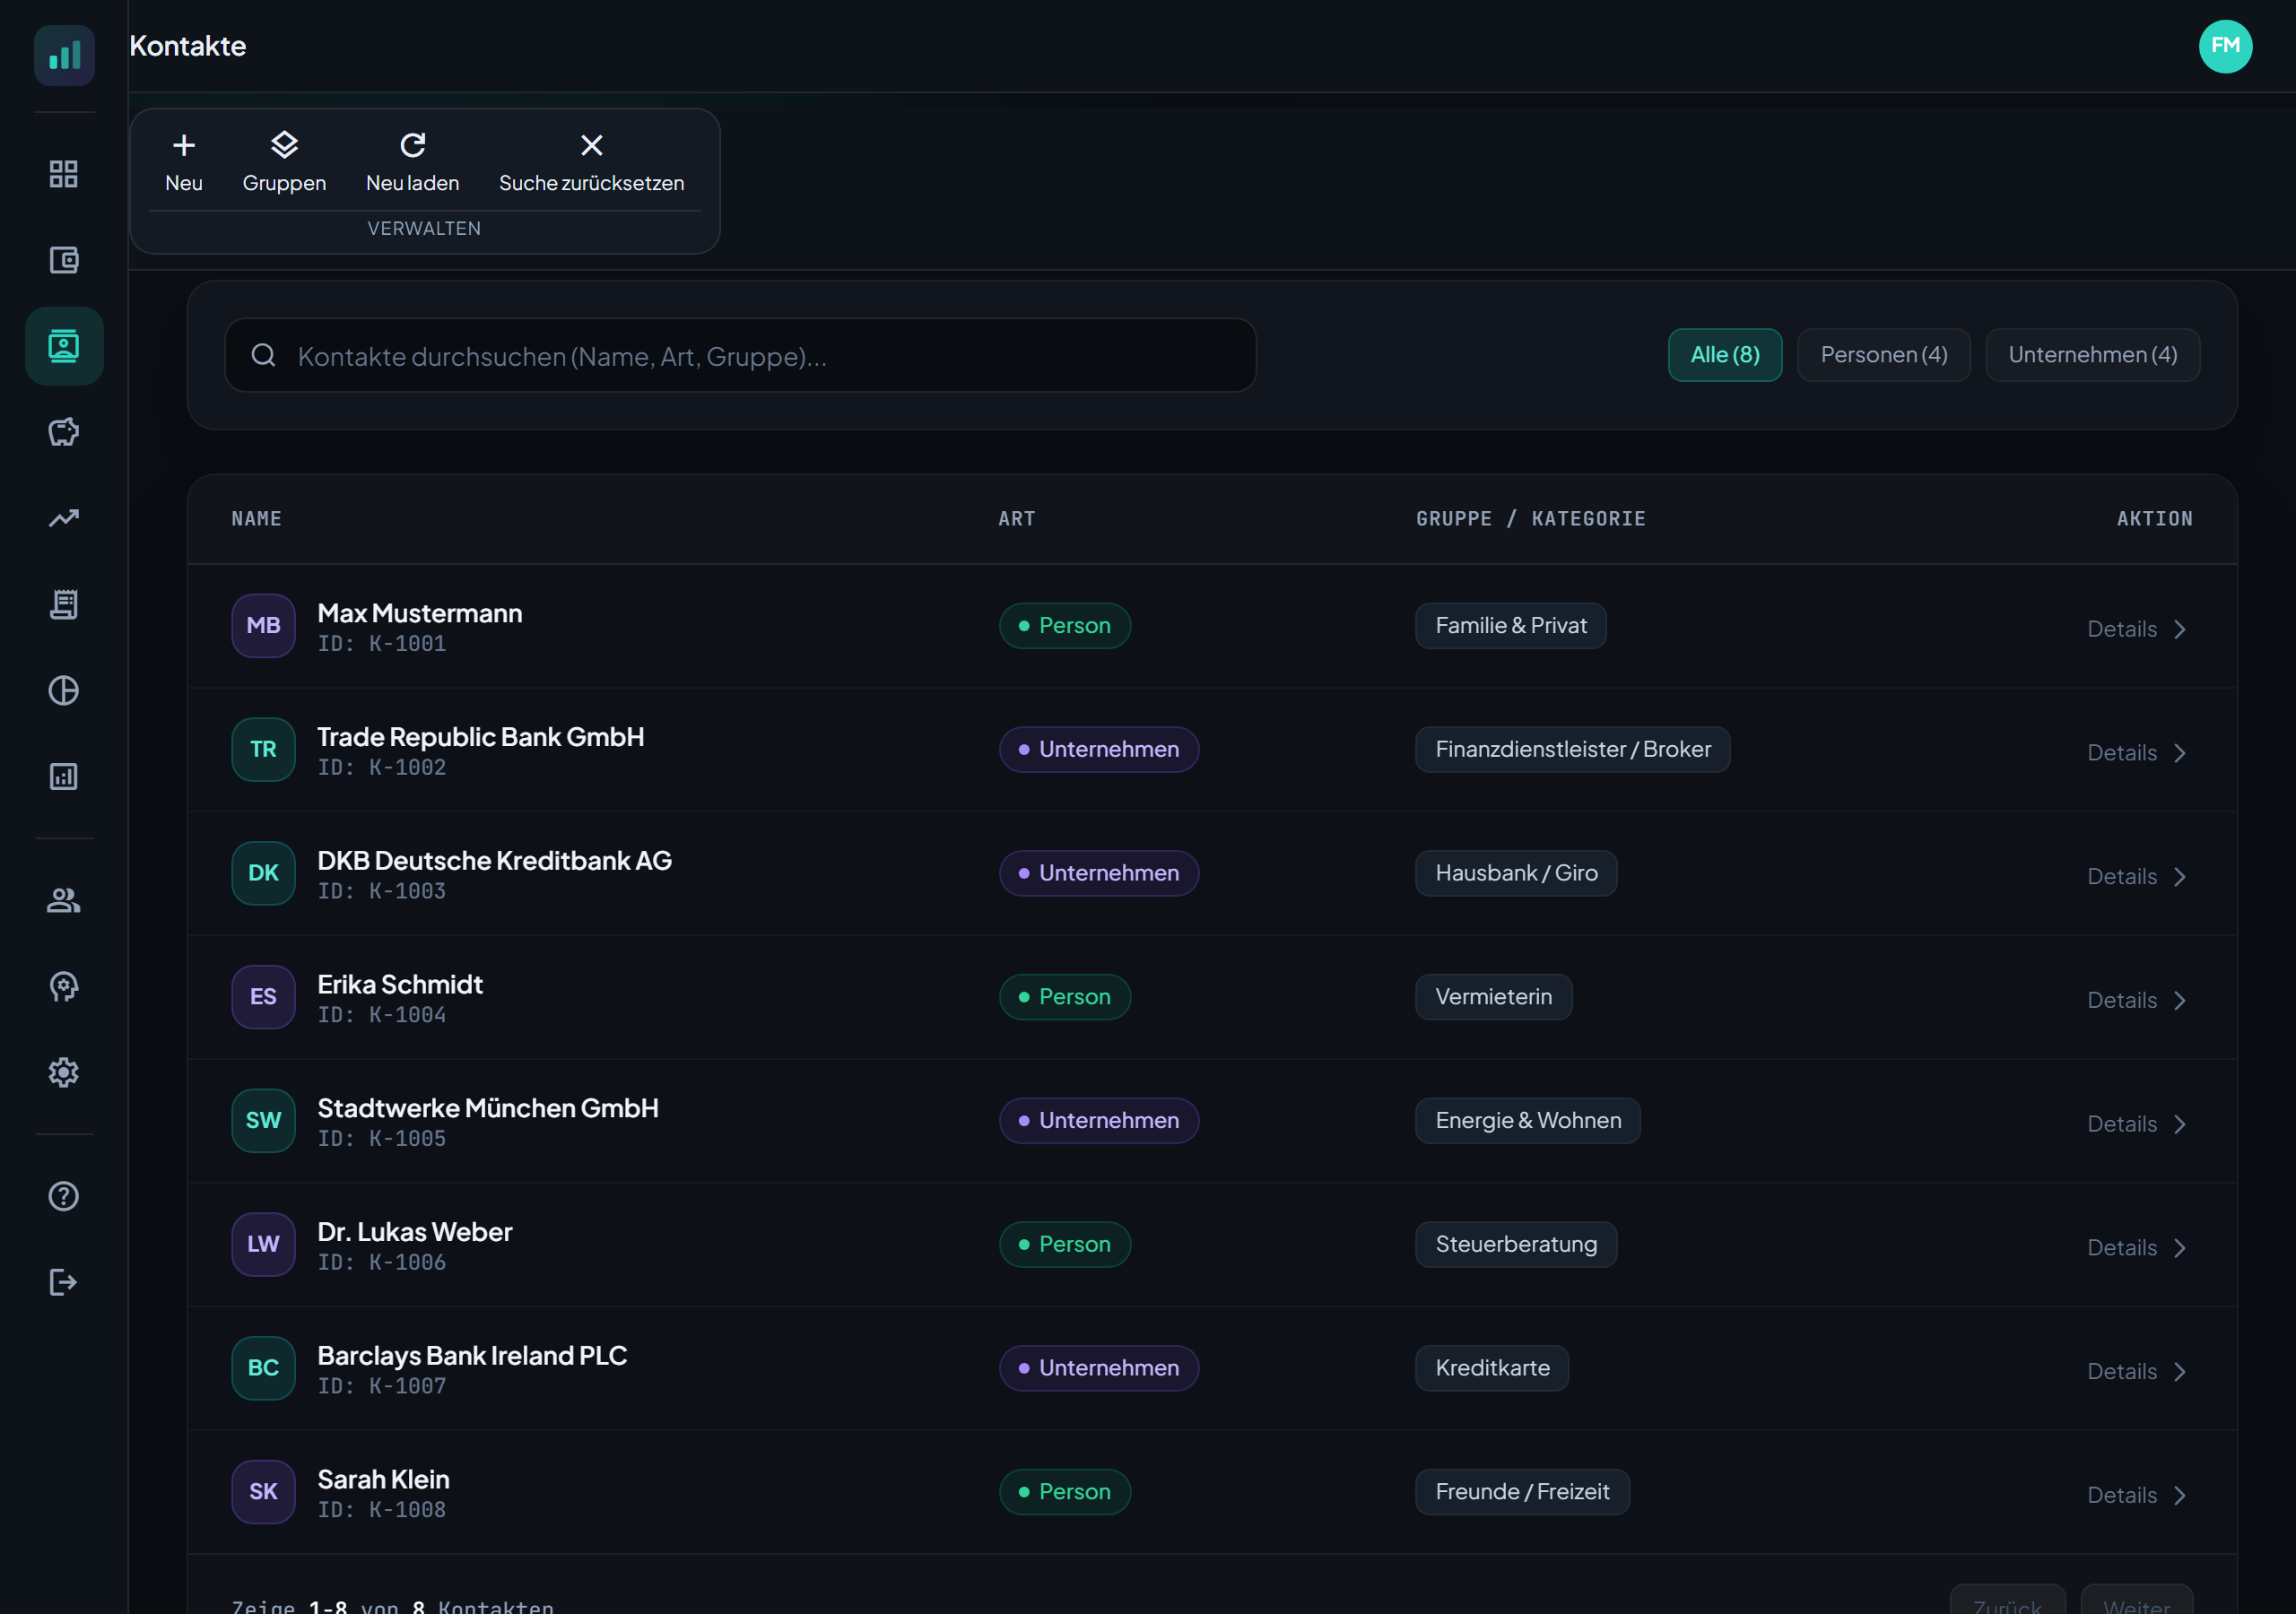 Kontakte
FM
Neu
Gruppen
Neu laden
Suche zurücksetzen
VERWALTEN
Kontakte durchsuchen (Name, Art, Gruppe)...
Alle (8)
Personen (4)
Unternehmen (4)
NAME ART GRUPPE / KATEGORIE AKTION
MB Max Mustermann Person Familie & Privat Details
ID: K-1001
TR Trade Republic Bank GmbH Unternehmen Finanzdienstleister / Broker Details
ID: K-1002
DK DKB Deutsche Kreditbank AG Unternehmen Hausbank / Giro Details
ID: K-1003
ES Erika Schmidt Person Vermieterin Details
ID: K-1004
SW Stadtwerke München GmbH Unternehmen Energie & Wohnen Details
ID: K-1005
LW Dr. Lukas Weber Person Steuerberatung Details
ID: K-1006
BC Barclays Bank Ireland PLC Unternehmen Kreditkarte Details
ID: K-1007
SK Sarah Klein Person Freunde / Freizeit Details
ID: K-1008
Zeige 1-8 von 8 Kontakten
Zurück
Weiter